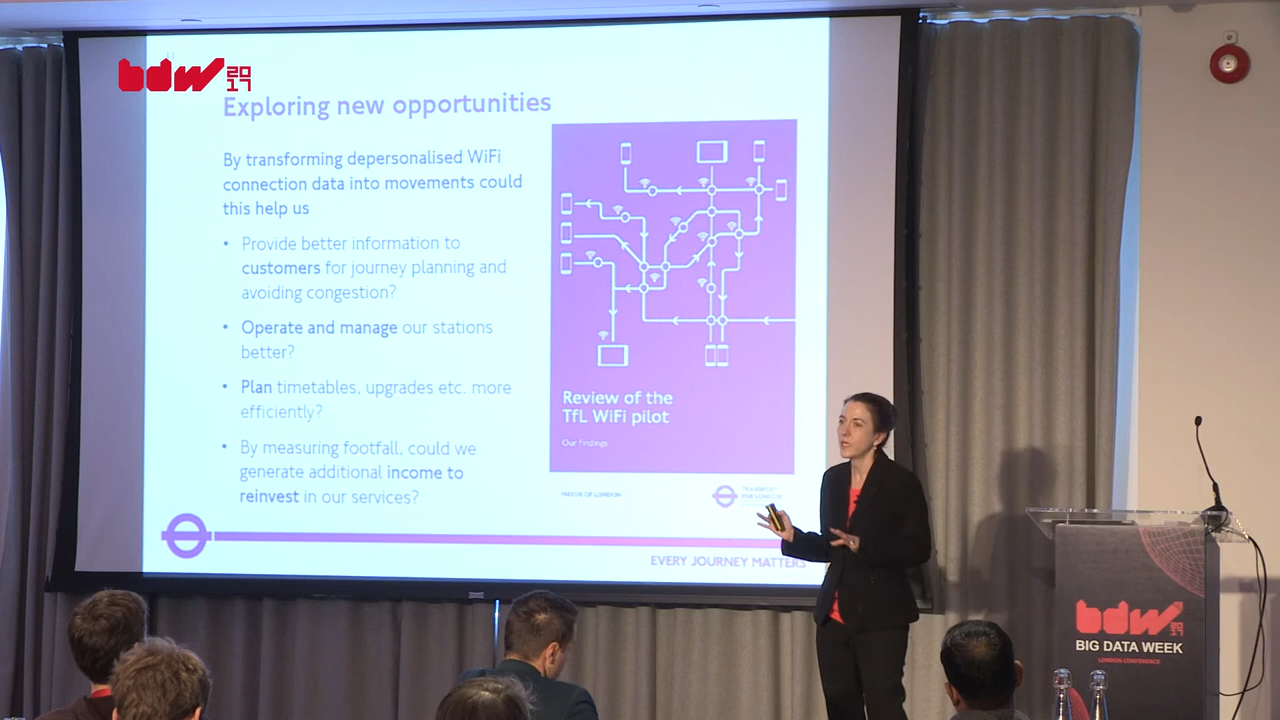 bdw 2017
Exploring new opportunities
By transforming depersonalised WiFi
connection data into movements could
this help us
• Provide better information to
customers for journey planning and
avoiding congestion?
• Operate and manage our stations
better?
• Plan timetables, upgrades etc. more
efficiently?
• By measuring footfall, could we
generate additional income to
reinvest in our services?
Review of the
TfL WiFi pilot
Our findings
MAYOR OF LONDON
TRANSPORT
FOR LONDON
EVERY JOURNEY MATTERS
bdw 2017
BIG DATA WEEK
LONDON CONFERENCE